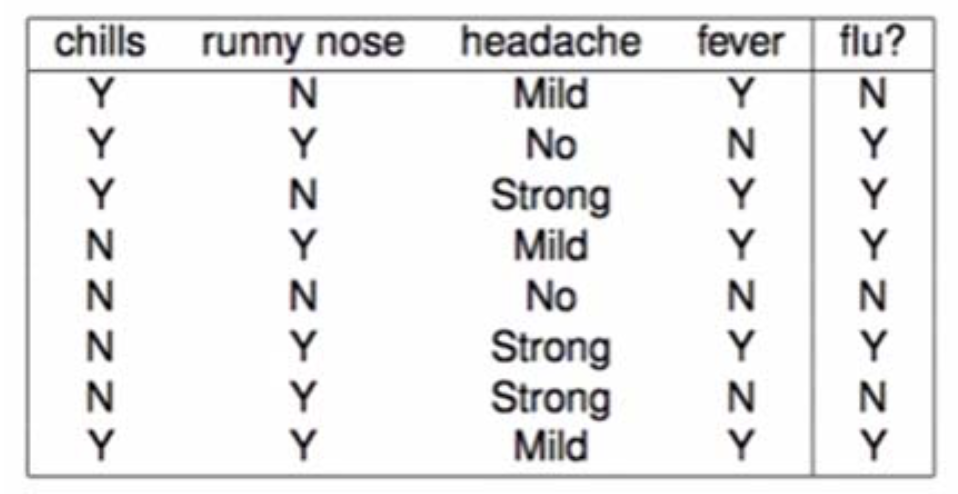 chills runny nose headache fever flu?
Y N Mild Y N
Y Y No N Y
Y N Strong Y Y
N Y Mild Y Y
N N No N N
N Y Strong Y Y
N Y Strong N N
Y Y Mild Y Y